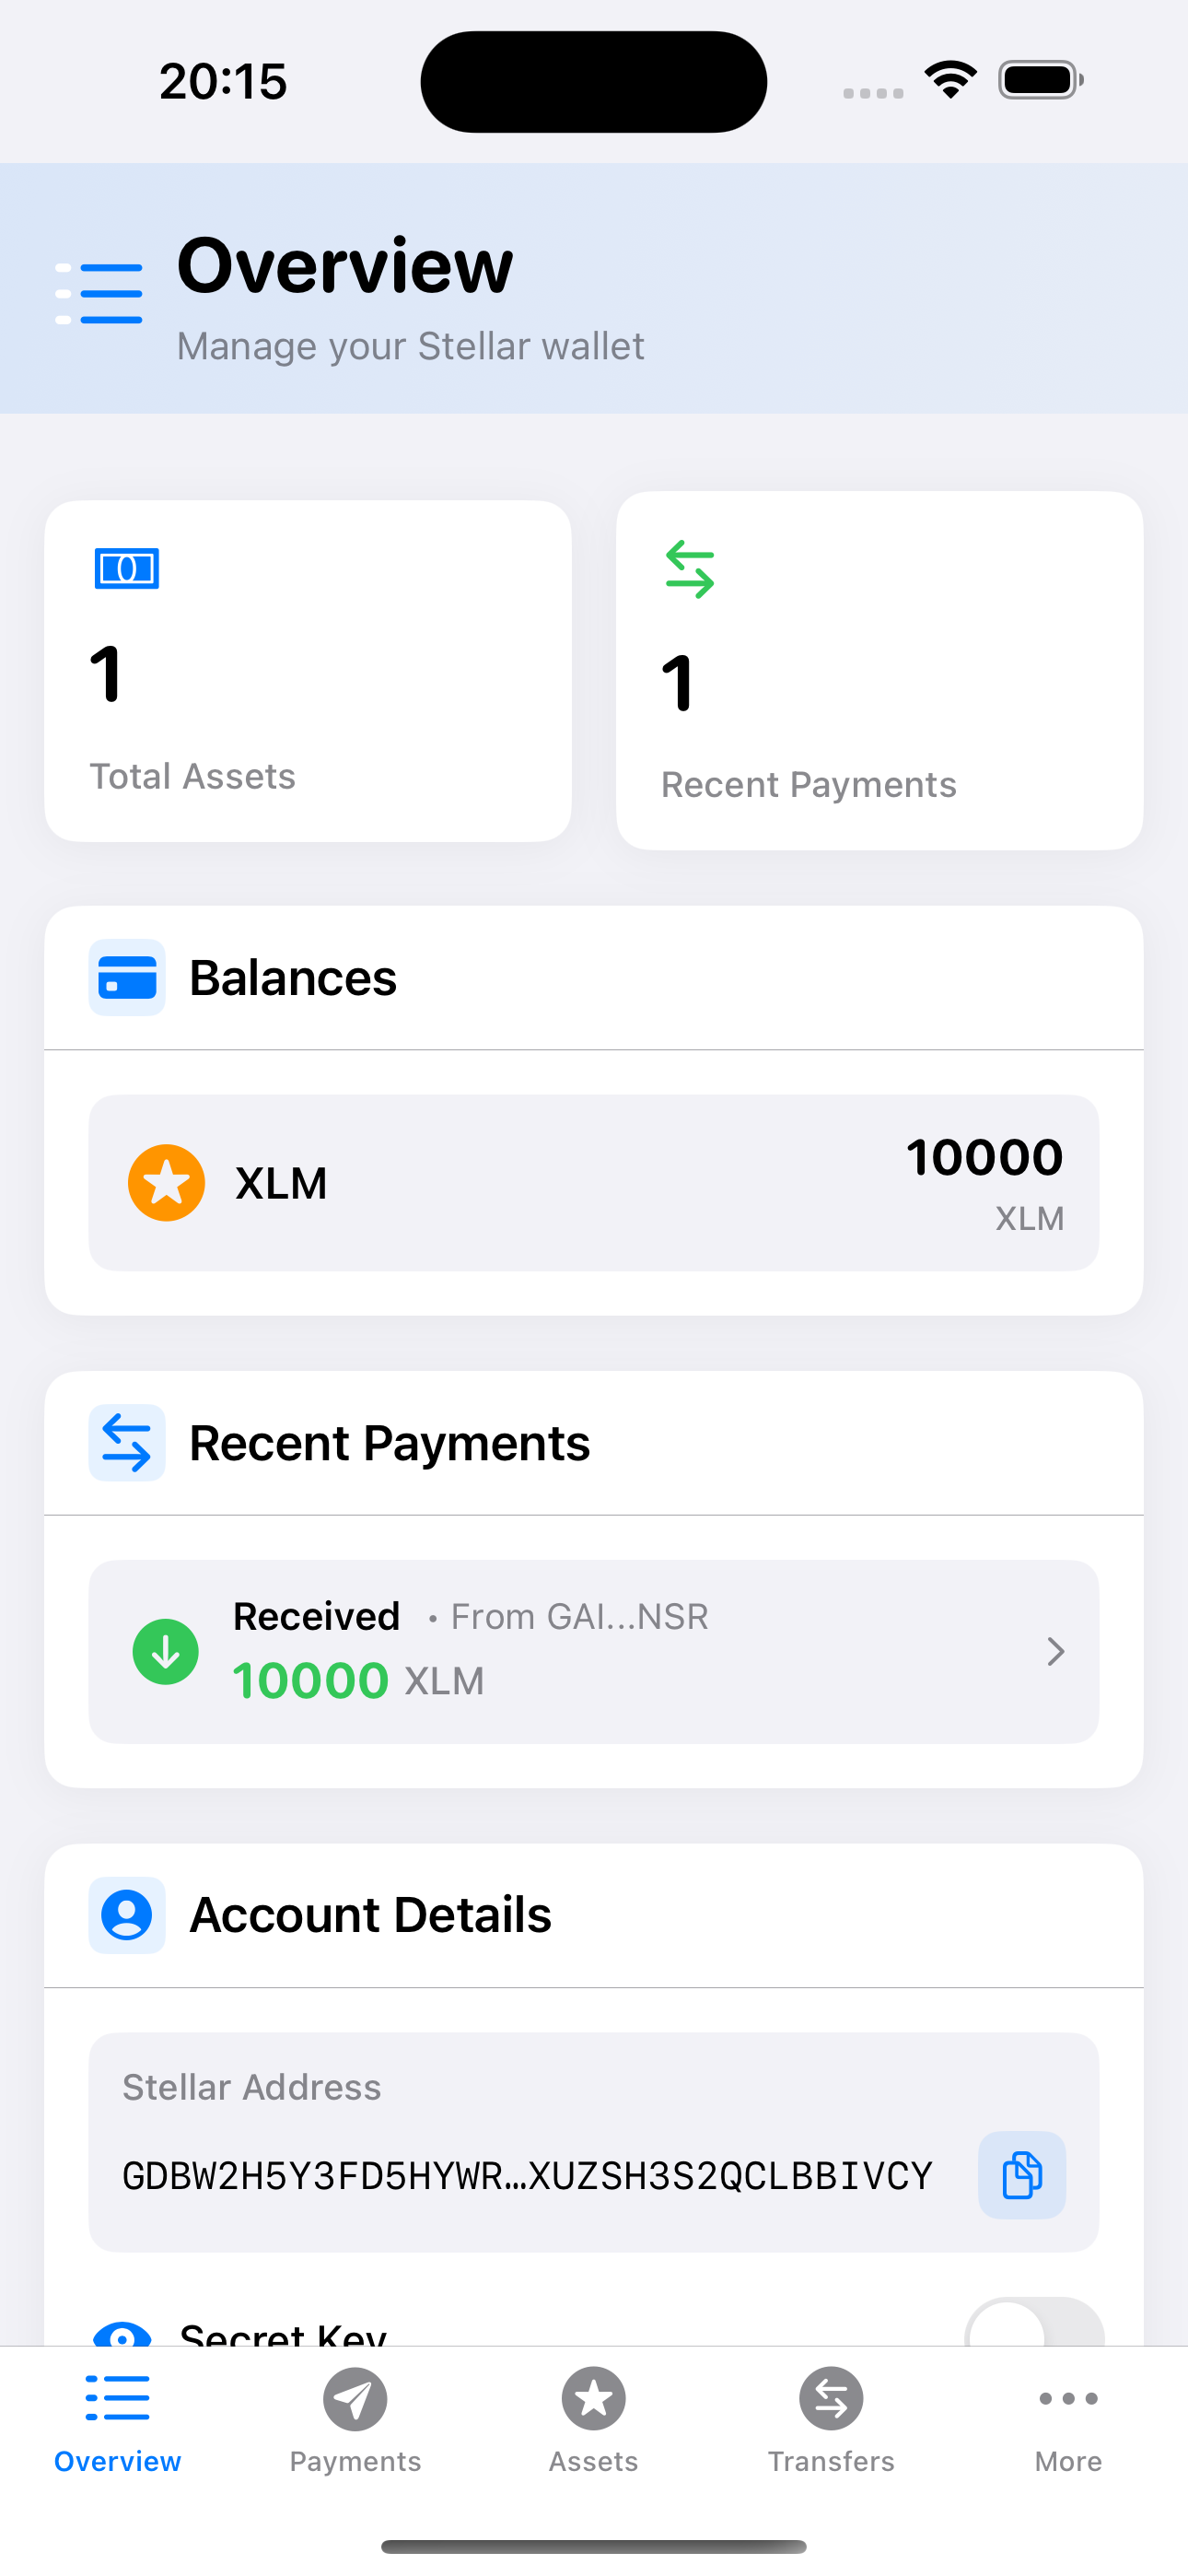 20:15
Overview
Manage your Stellar wallet
1
Total Assets
1
Recent Payments
Balances
XLM
10000
XLM
Recent Payments
Received • From GAI...NSR
10000 XLM
Account Details
Stellar Address
GDBW2H5Y3FD5HYWR…XUZSH3S2QCLBBIVCY
Secret Key
Overview
Payments
Assets
Transfers
More